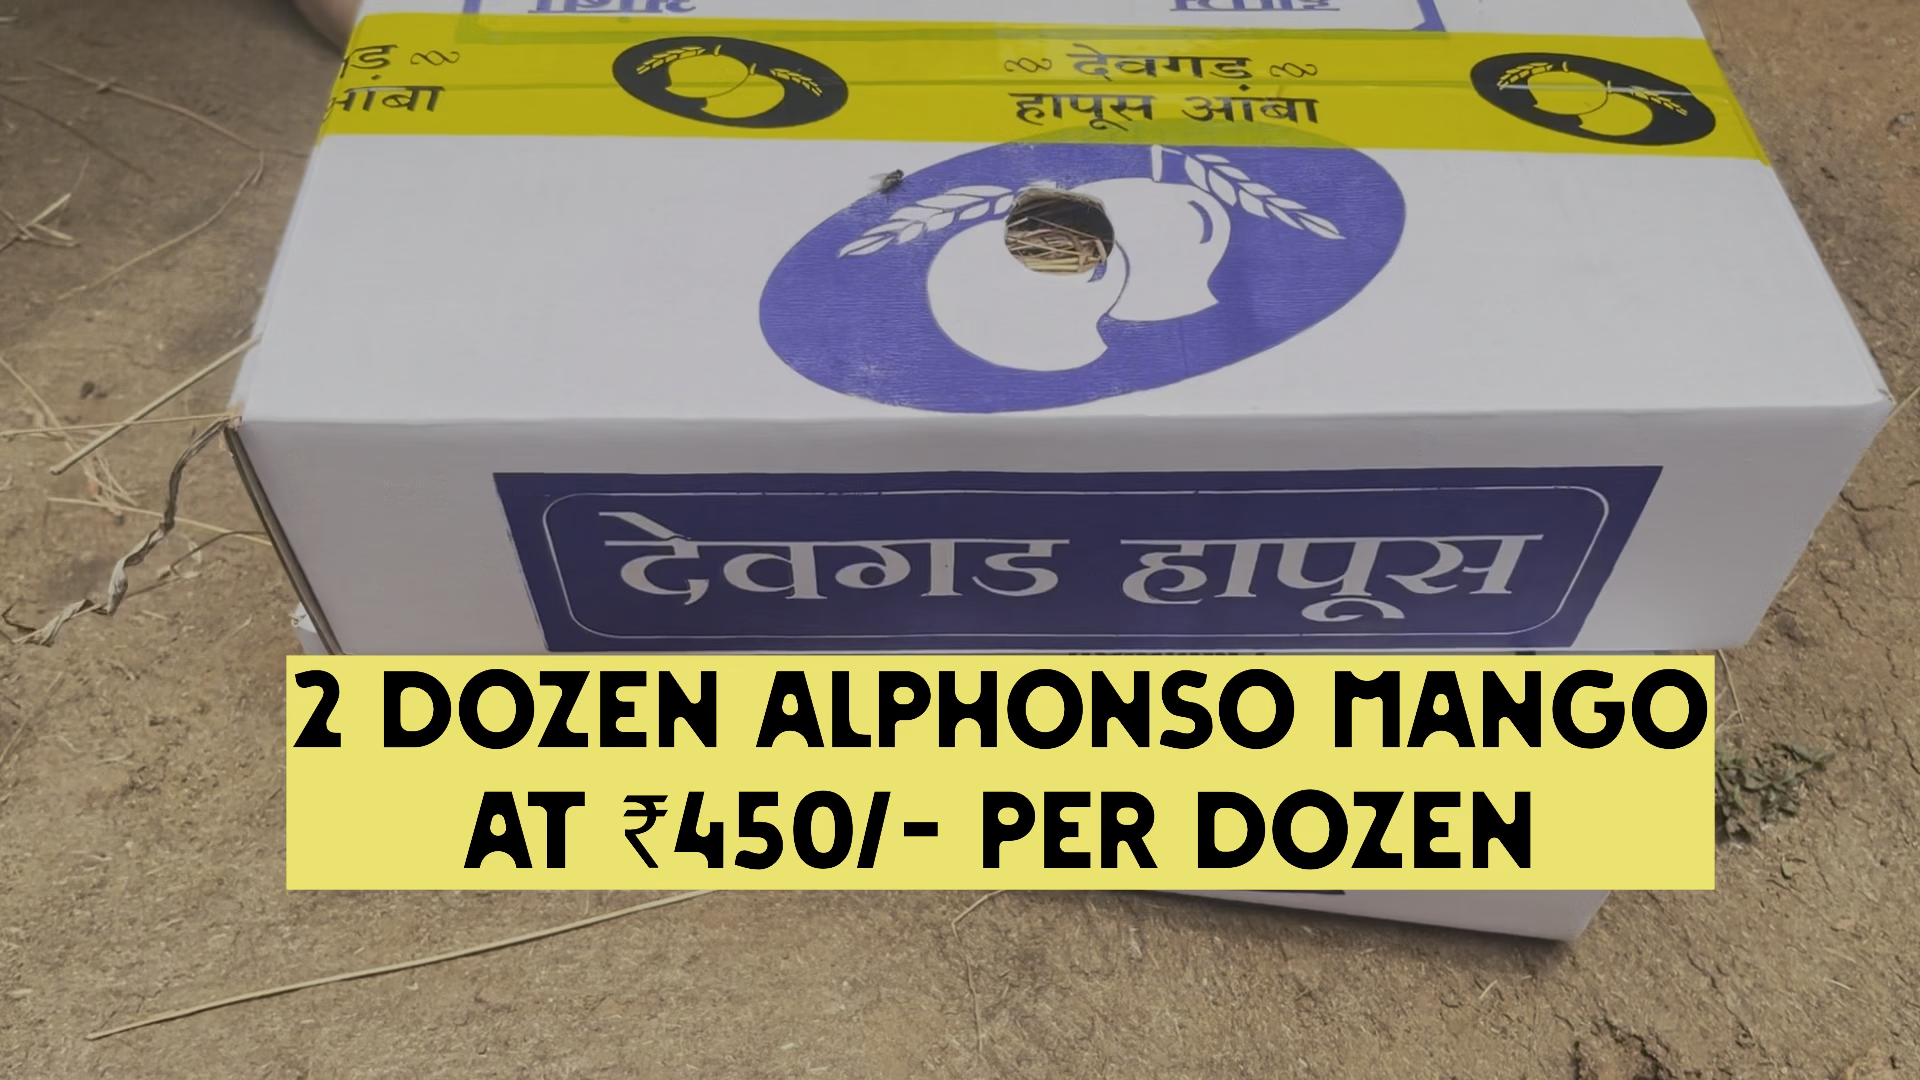 देवगड़
हापूस आंबा
आंबा
देवगड हापूस
2 DOZEN ALPHONSO MANGO
AT ₹450/- PER DOZEN